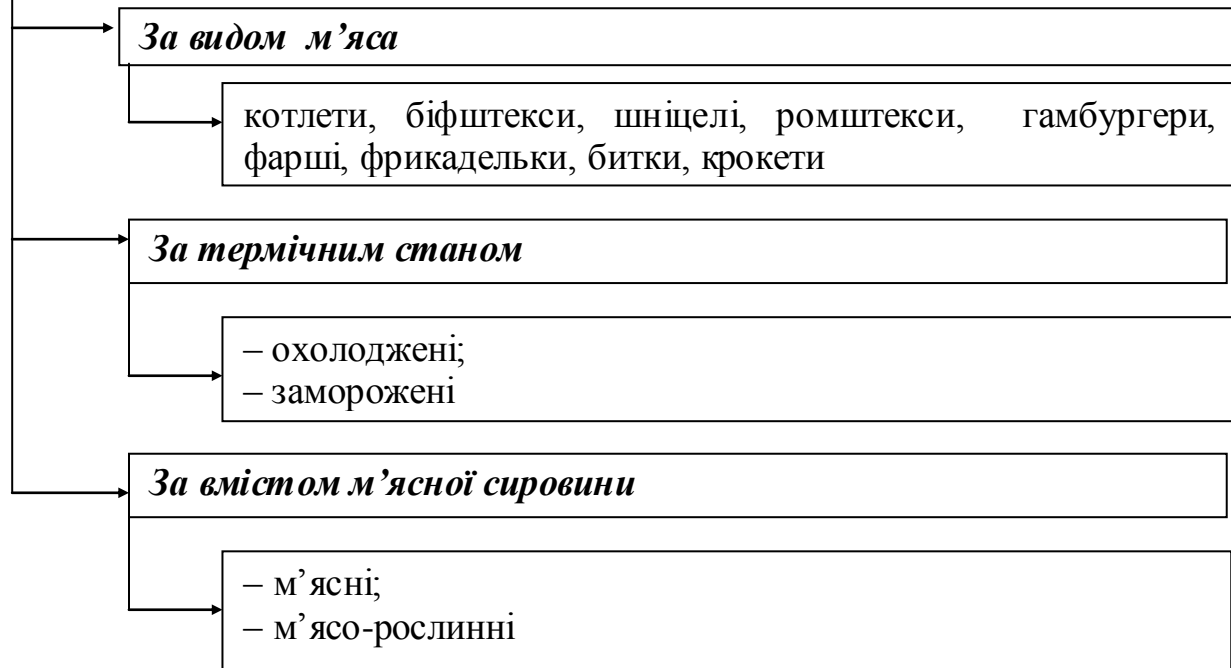 За видом м’яса
котлети, біфштекси, шніцелі, ромштекси, гамбургери,
фарші, фрикадельки, битки, крокети
За термічним станом
– охолоджені;
– заморожені
За вмістом м’ясної сировини
– м’ясні;
– м’ясо-рослинні